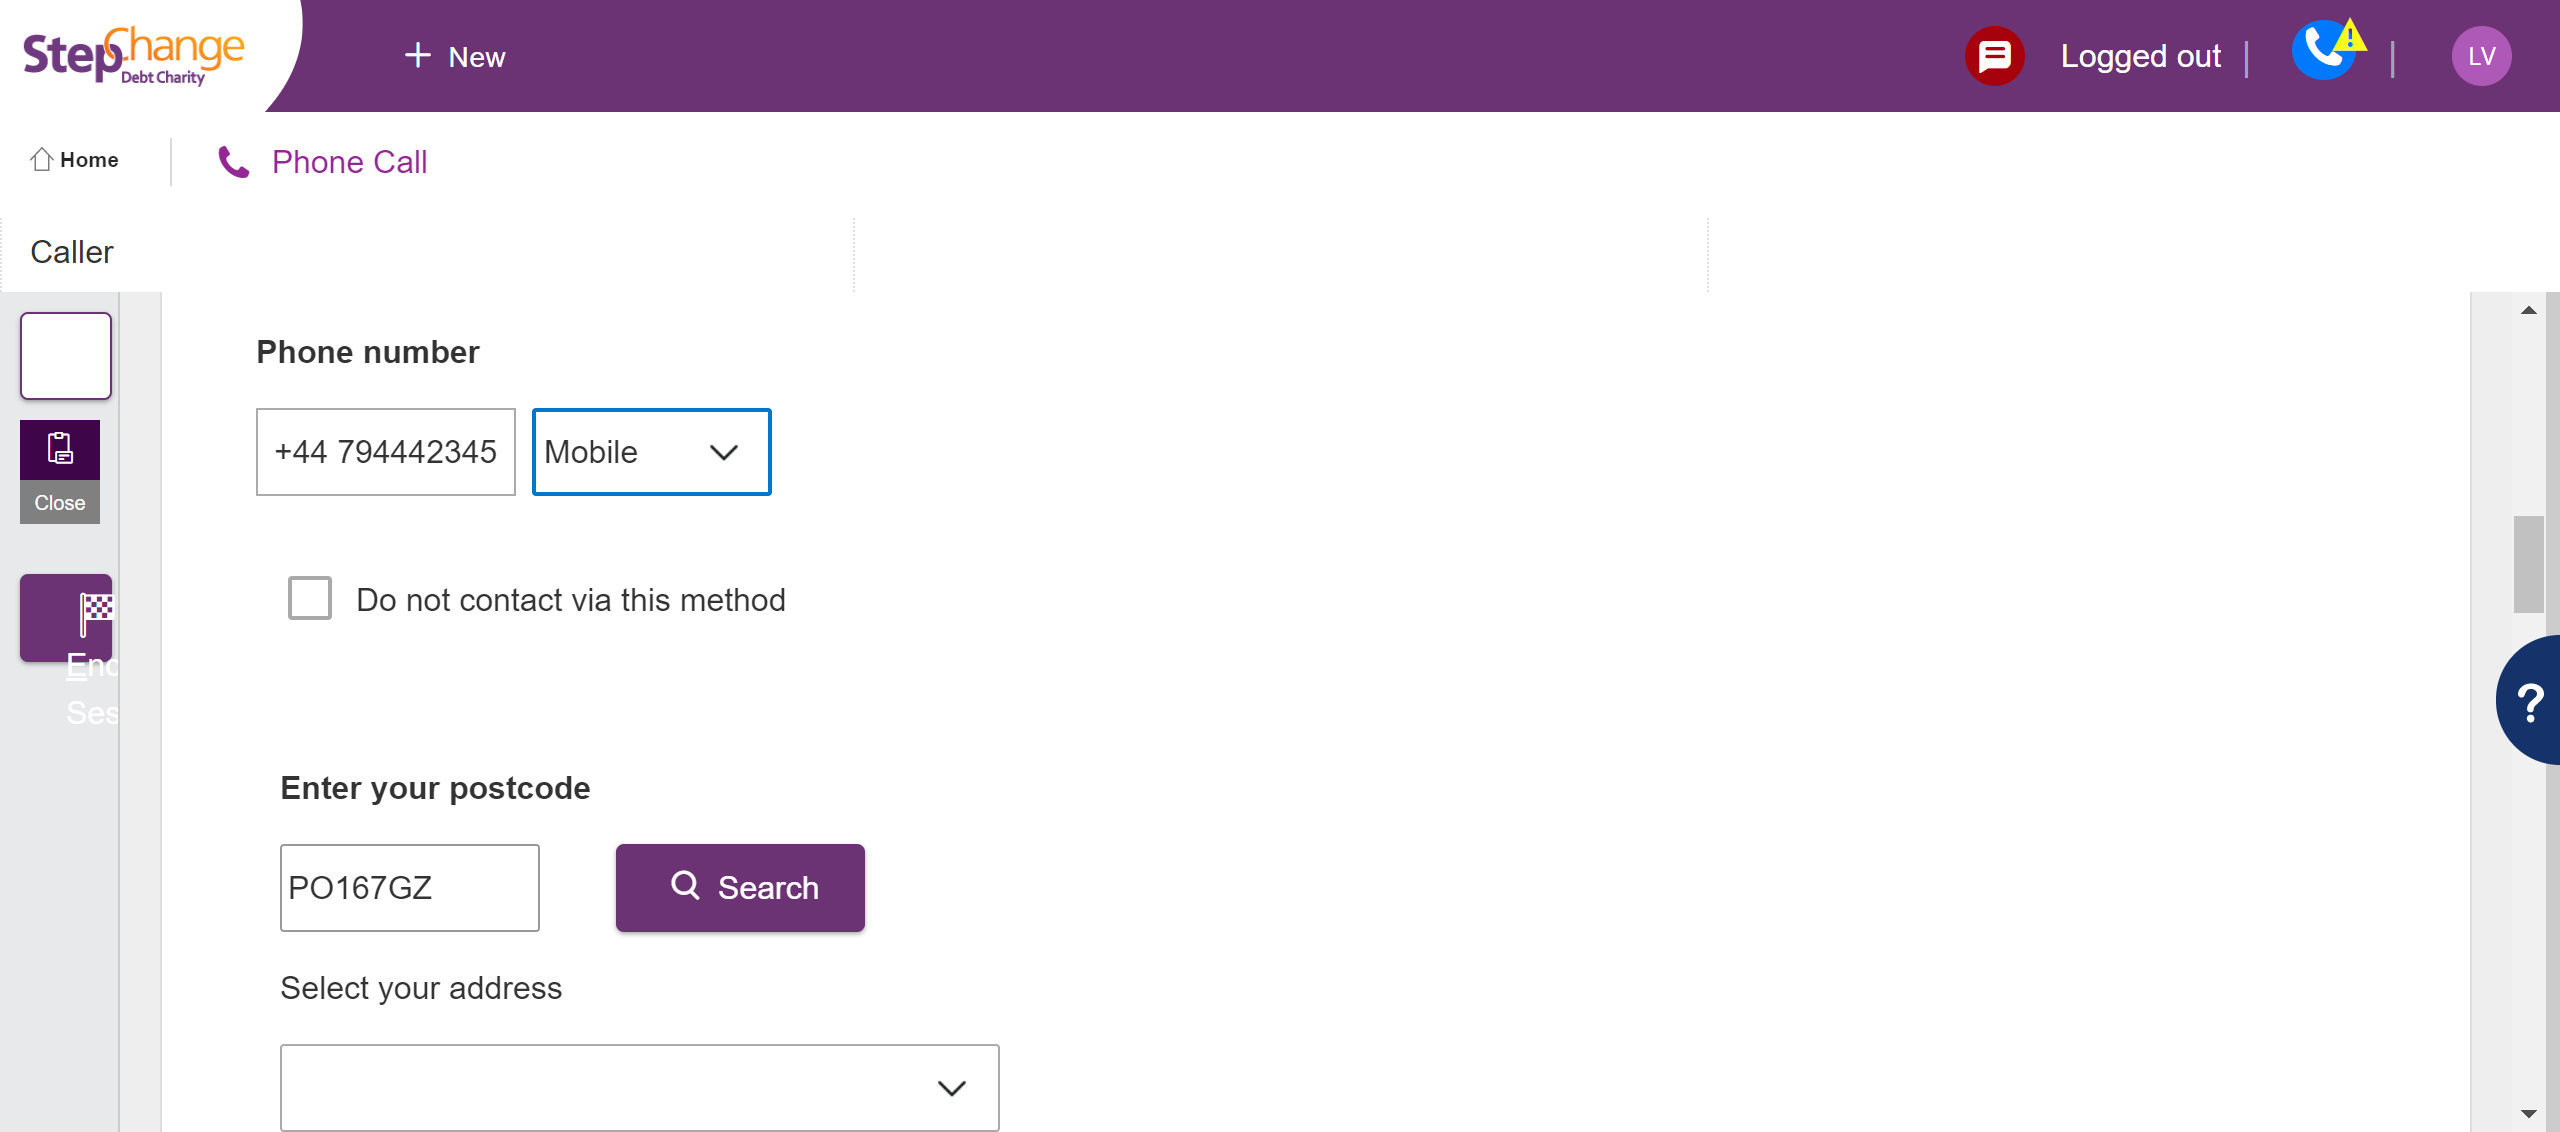 StepChange
Debt Charity
+ New
Logged out
LV
Home
Phone Call
Caller
Phone number
+44 794442345
Mobile
Close
Do not contact via this method
End
Ses
?
Enter your postcode
PO167GZ
Search
Select your address